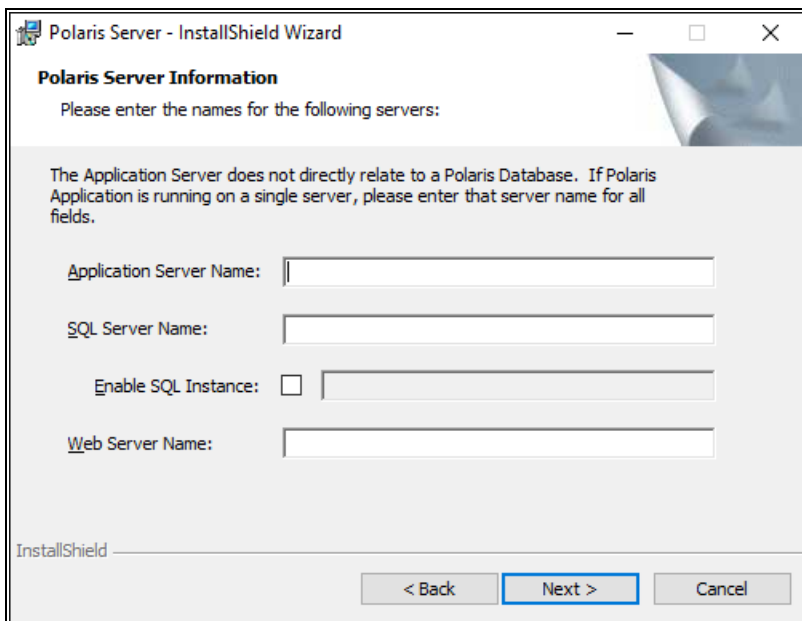 Polaris Server - InstallShield Wizard
Polaris Server Information
Please enter the names for the following servers:
The Application Server does not directly relate to a Polaris Database. If Polaris
Application is running on a single server, please enter that server name for all
fields.
Application Server Name:
SQL Server Name:
Enable SQL Instance:
Web Server Name:
InstallShield
< Back
Next >
Cancel